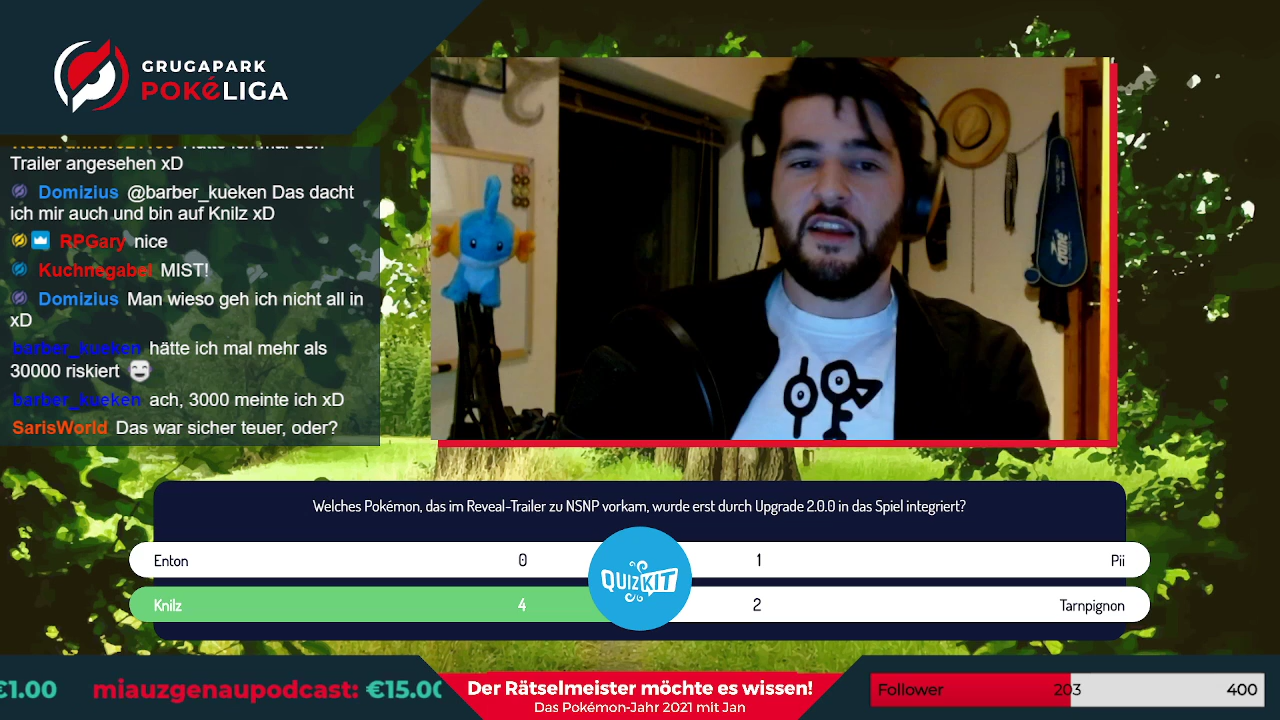 GRUGAPARK
POKéLIGA
Trailer angesehen xD
Domizius @barber_kueken Das dacht
ich mir auch und bin auf Knilz xD
RPGary nice
Kuchnegabel MIST!
Domizius Man wieso geh ich nicht all in
xD
barber_kueken hätte ich mal mehr als
30000 riskiert
barber_kueken ach, 3000 meinte ich xD
SarisWorld Das war sicher teuer, oder?
Welches Pokémon, das im Reveal-Trailer zu NSNP vorkam, wurde erst durch Upgrade 2.0.0 in das Spiel integriert?
Enton 0 1 Pii
QUIZKIT
Knilz 4 2 Tarnpignon
€1.00 miauzgenaupodcast: €15.00
Der Rätselmeister möchte es wissen!
Das Pokémon-Jahr 2021 mit Jan
Follower 203 400